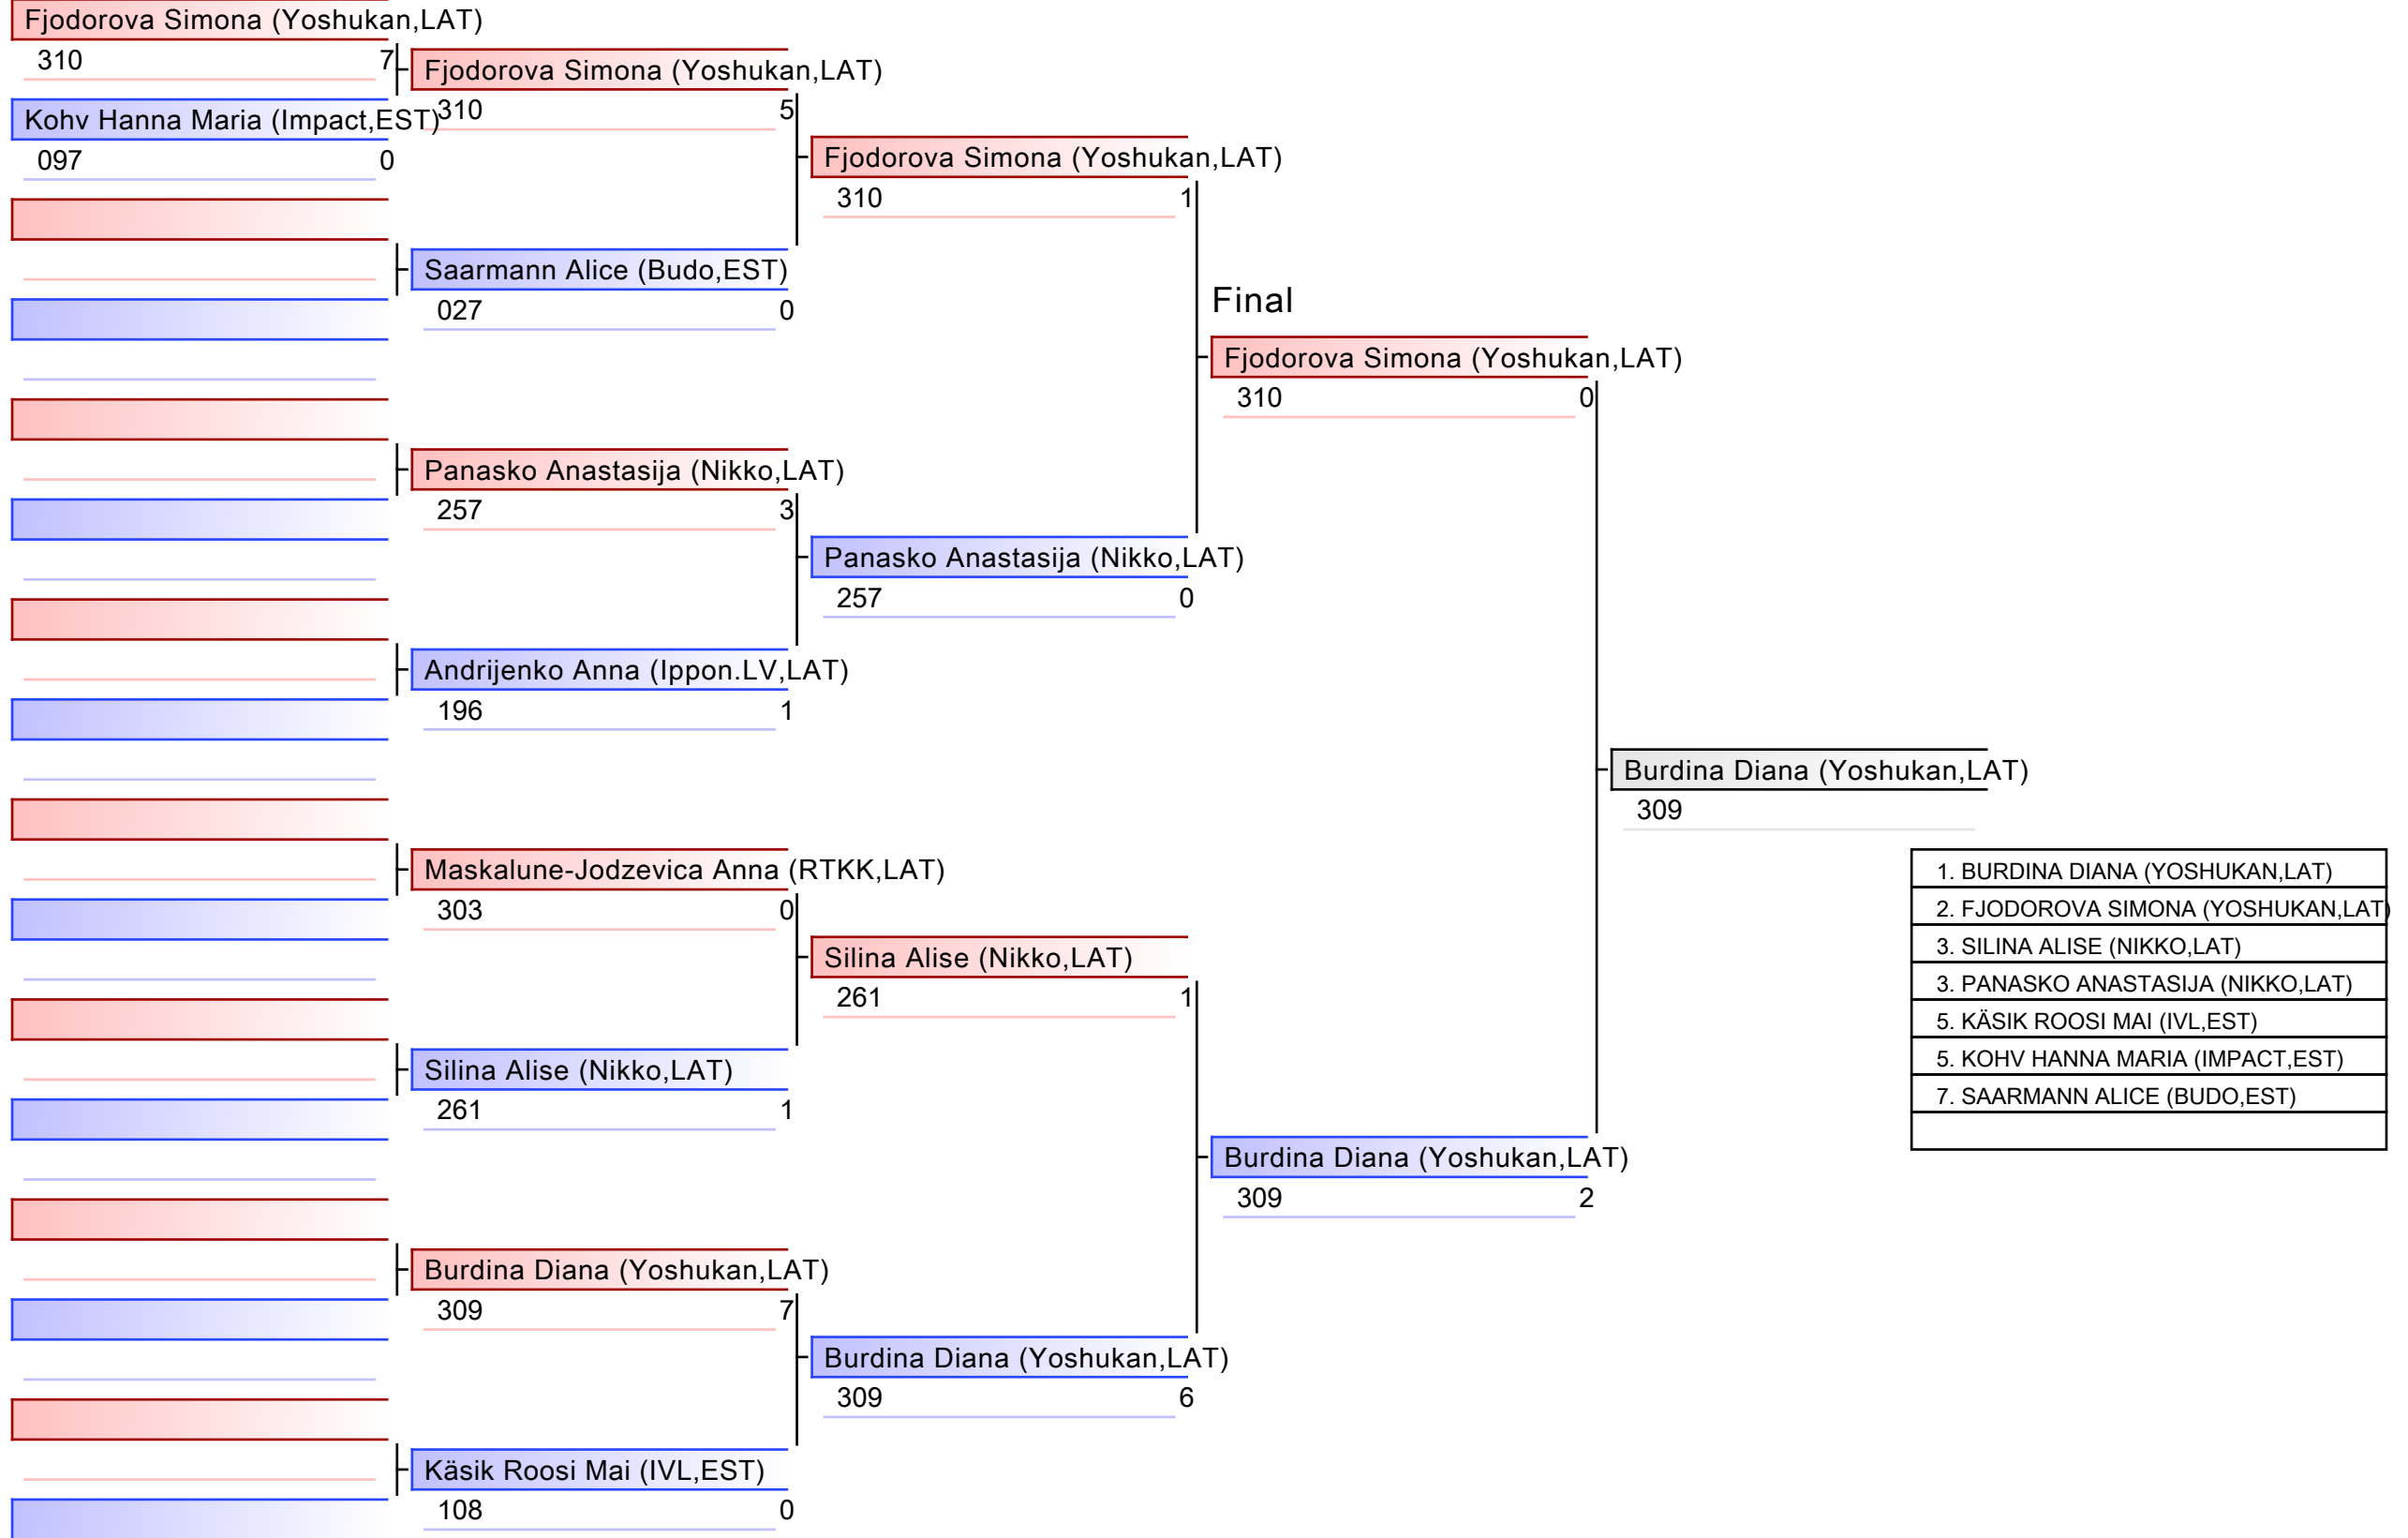 Fjodorova Simona (Yoshukan,LAT)
310 7
Kohv Hanna Maria (Impact,EST)
097 0
Fjodorova Simona (Yoshukan,LAT)
310 5
Saarmann Alice (Budo,EST)
027 0
Panasko Anastasija (Nikko,LAT)
257 3
Andrijenko Anna (Ippon.LV,LAT)
196 1
Maskalune-Jodzevica Anna (RTKK,LAT)
303 0
Silina Alise (Nikko,LAT)
261 1
Burdina Diana (Yoshukan,LAT)
309 7
Käsik Roosi Mai (IVL,EST)
108 0
Fjodorova Simona (Yoshukan,LAT)
310 1
Panasko Anastasija (Nikko,LAT)
257 0
Silina Alise (Nikko,LAT)
261 1
Burdina Diana (Yoshukan,LAT)
309 6
Final
Fjodorova Simona (Yoshukan,LAT)
310 0
Burdina Diana (Yoshukan,LAT)
309 2
Burdina Diana (Yoshukan,LAT)
309
1. BURDINA DIANA (YOSHUKAN,LAT)
2. FJODOROVA SIMONA (YOSHUKAN,LAT)
3. SILINA ALISE (NIKKO,LAT)
3. PANASKO ANASTASIJA (NIKKO,LAT)
5. KÄSIK ROOSI MAI (IVL,EST)
5. KOHV HANNA MARIA (IMPACT,EST)
7. SAARMANN ALICE (BUDO,EST)